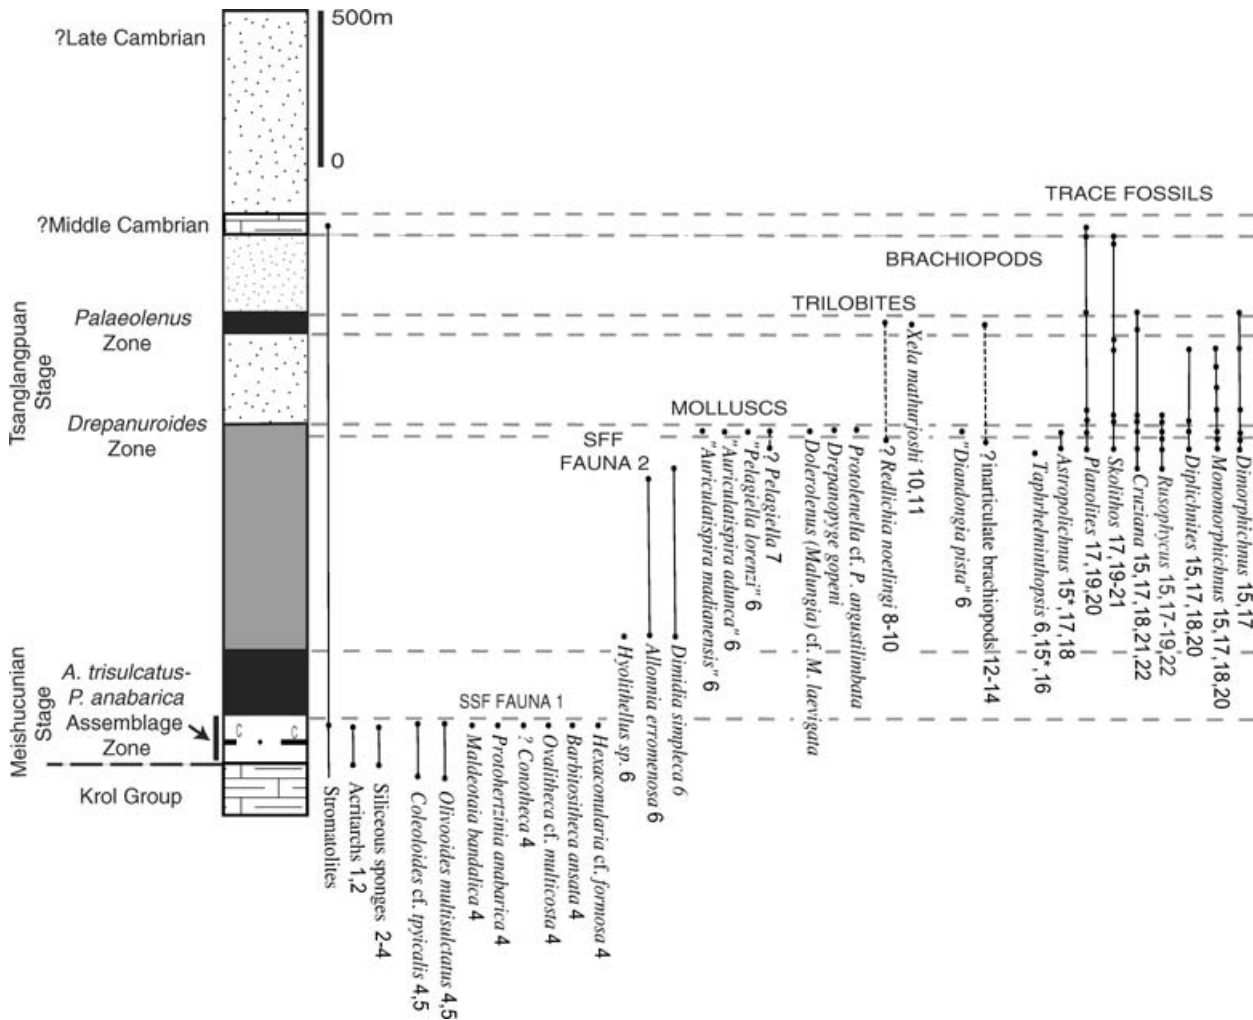 ?Late Cambrian
500m
0
?Middle Cambrian
Palaeolenus
Zone
Tsanglangpuan
Stage
Drepanuroides
Zone
A. trisulcatus-
P. anabarica
Assemblage
Zone
Meishucunian
Stage
Krol Group
C
C
Stromatolites
Acritarchs 1,2
Siliceous sponges 2-4
Coleoloides cf. tpyicalis 4,5
Olivooides multisulctatus 4,5
SSF FAUNA 1
Maldeotaia bandalica 4
Protohertzinia anabarica 4
? Conotheca 4
Ovalitheca cf. multicosta 4
Barbitositheca ansata 4
Hexaconularia cf. formosa 4
SFF
FAUNA 2
Hyolithellus sp. 6
Allonnia erromenosa 6
Dimidia simpleca 6
MOLLUSCS
"Auriculatispira madianensis" 6
"Auriculatispira adunca" 6
"Pelagiella lorenzi" 6
? Pelagiella 7
TRILOBITES
Dolerolenus (Malungia) cf. M. laevigata
Drepanopyge gopeni
Protolenella cf. P. angustilimbata
? Redlichia noetlingi 8-10
Xela mathurjoshi 10,11
BRACHIOPODS
"Diandongia pista" 6
? inarticulate brachiopods 12-14
TRACE FOSSILS
Taphrhelminthopsis 6,15*,16
Astropolichnus 15*,17,18
Planolites 17,19,20
Skolithos 17,19-21
Cruziana 15,17,18,21,22
Rusophycus 15,17-19,22
Diplichnites 15,17,18,20
Monomorphichnus 15,17,18,20
Dimorphichnus 15,17